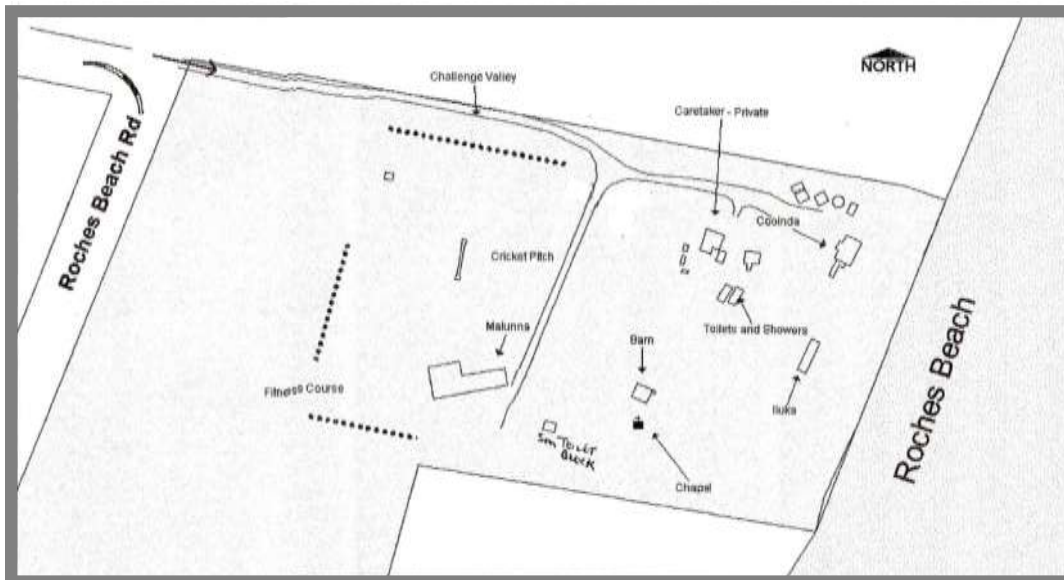 NORTH
Challenge Valley
Caretaker - Private
Roches Beach Rd
Cooinda
Cricket Pitch
Malunna
Toilets and Showers
Barn
Fitness Course
Iluka
Roches Beach
Sm Toilet
Block
Chapel